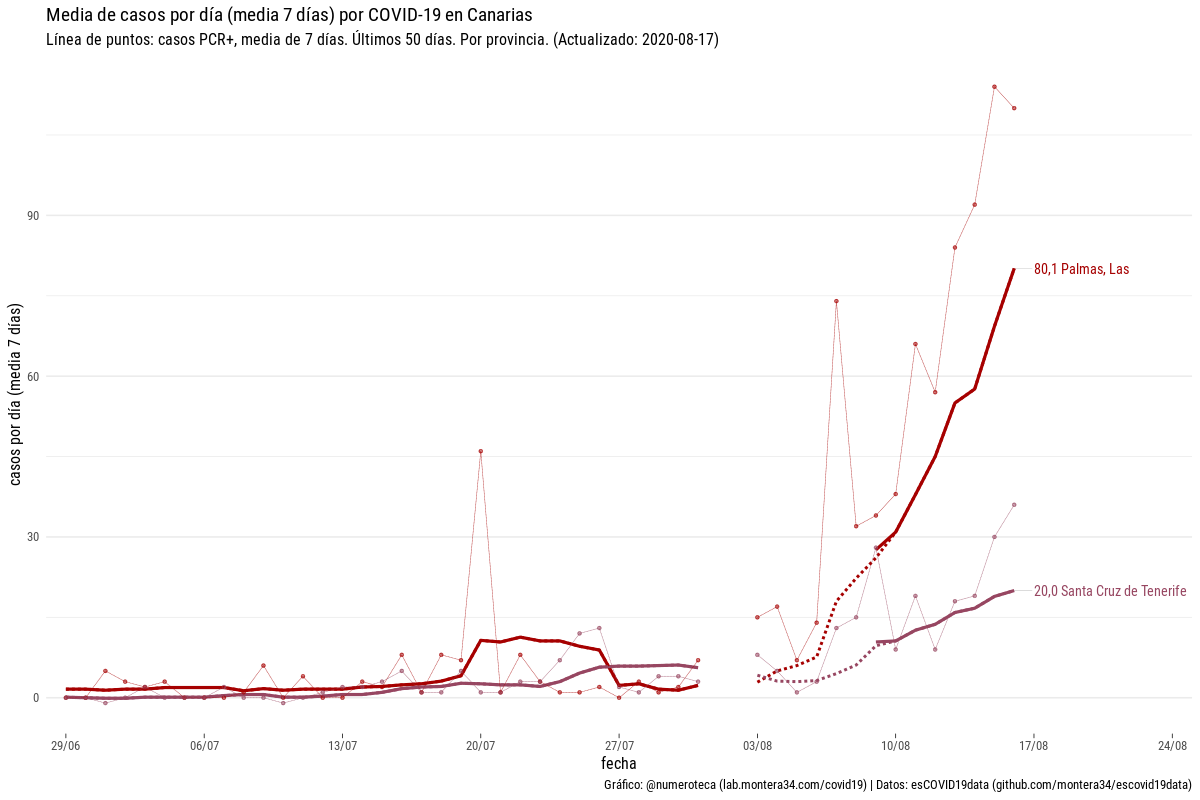 Media de casos por día (media 7 días) por COVID-19 en Canarias
Línea de puntos: casos PCR+, media de 7 días. Últimos 50 días. Por provincia. (Actualizado: 2020-08-17)
casos por día (media 7 días)
90
60
30
0
80,1 Palmas, Las
20,0 Santa Cruz de Tenerife
29/06
06/07
13/07
20/07
27/07
03/08
10/08
17/08
24/08
fecha
Gráfico: @numeroteca (lab.montera34.com/covid19) | Datos: esCOVID19data (github.com/montera34/escovid19data)